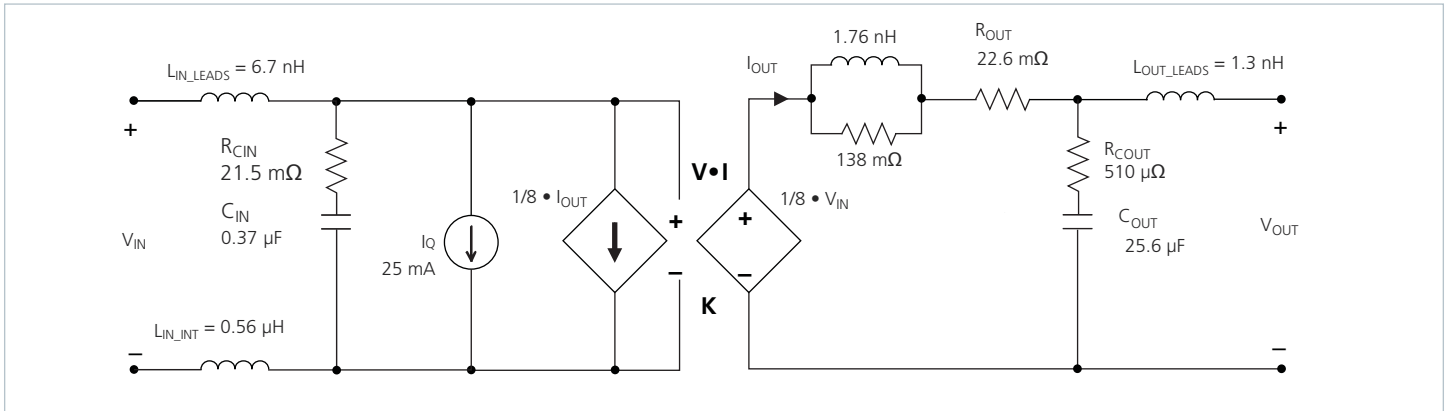 L_IN_LEADS = 6.7 nH
+
R_CIN
21.5 mΩ
C_IN
0.37 µF
V_IN
I_Q
25 mA
1/8 • I_OUT
+
–
V•I
K
L_IN_INT = 0.56 µH
–
I_OUT
1.76 nH
138 mΩ
R_OUT
22.6 mΩ
1/8 • V_IN
+
–
L_OUT_LEADS = 1.3 nH
+
R_COUT
510 µΩ
C_OUT
25.6 µF
V_OUT
–